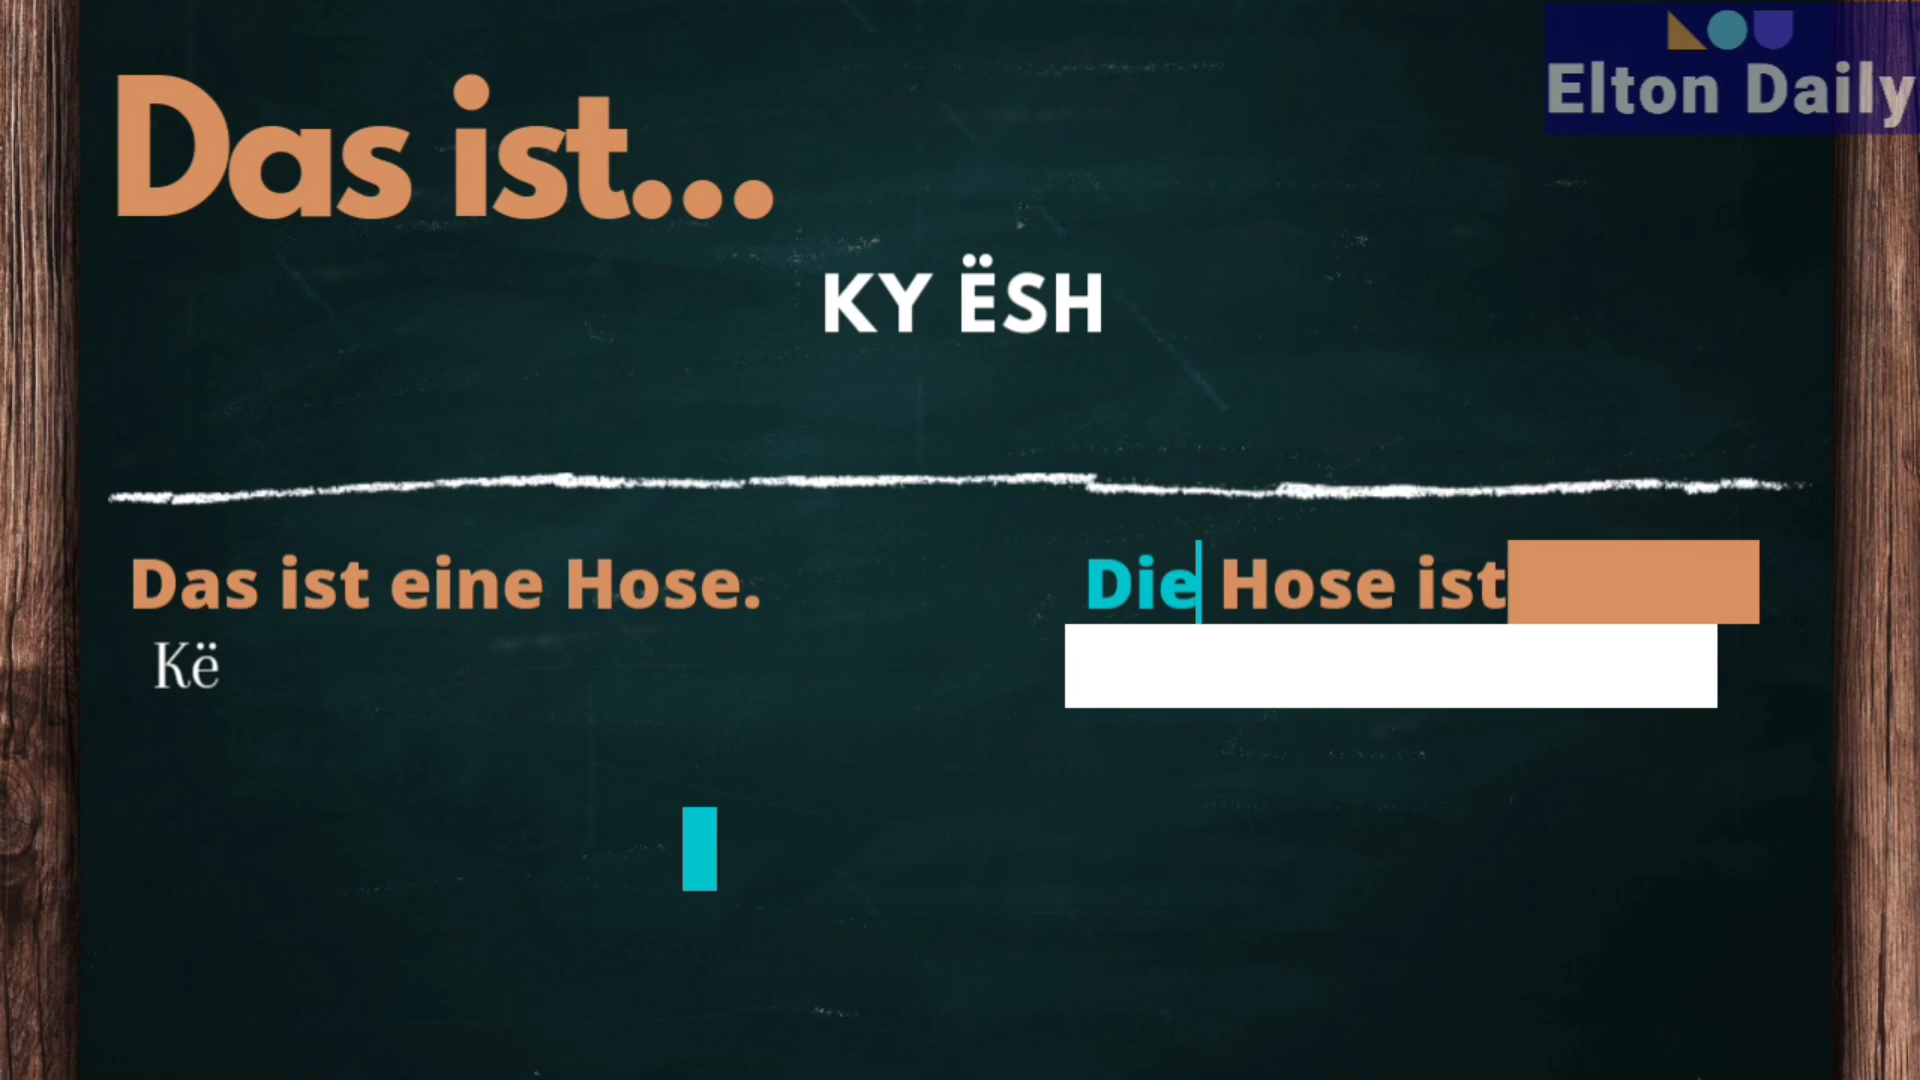 Elton Daily
Das ist...
KY ËSH
Das ist eine Hose.
Kë
Die Hose ist